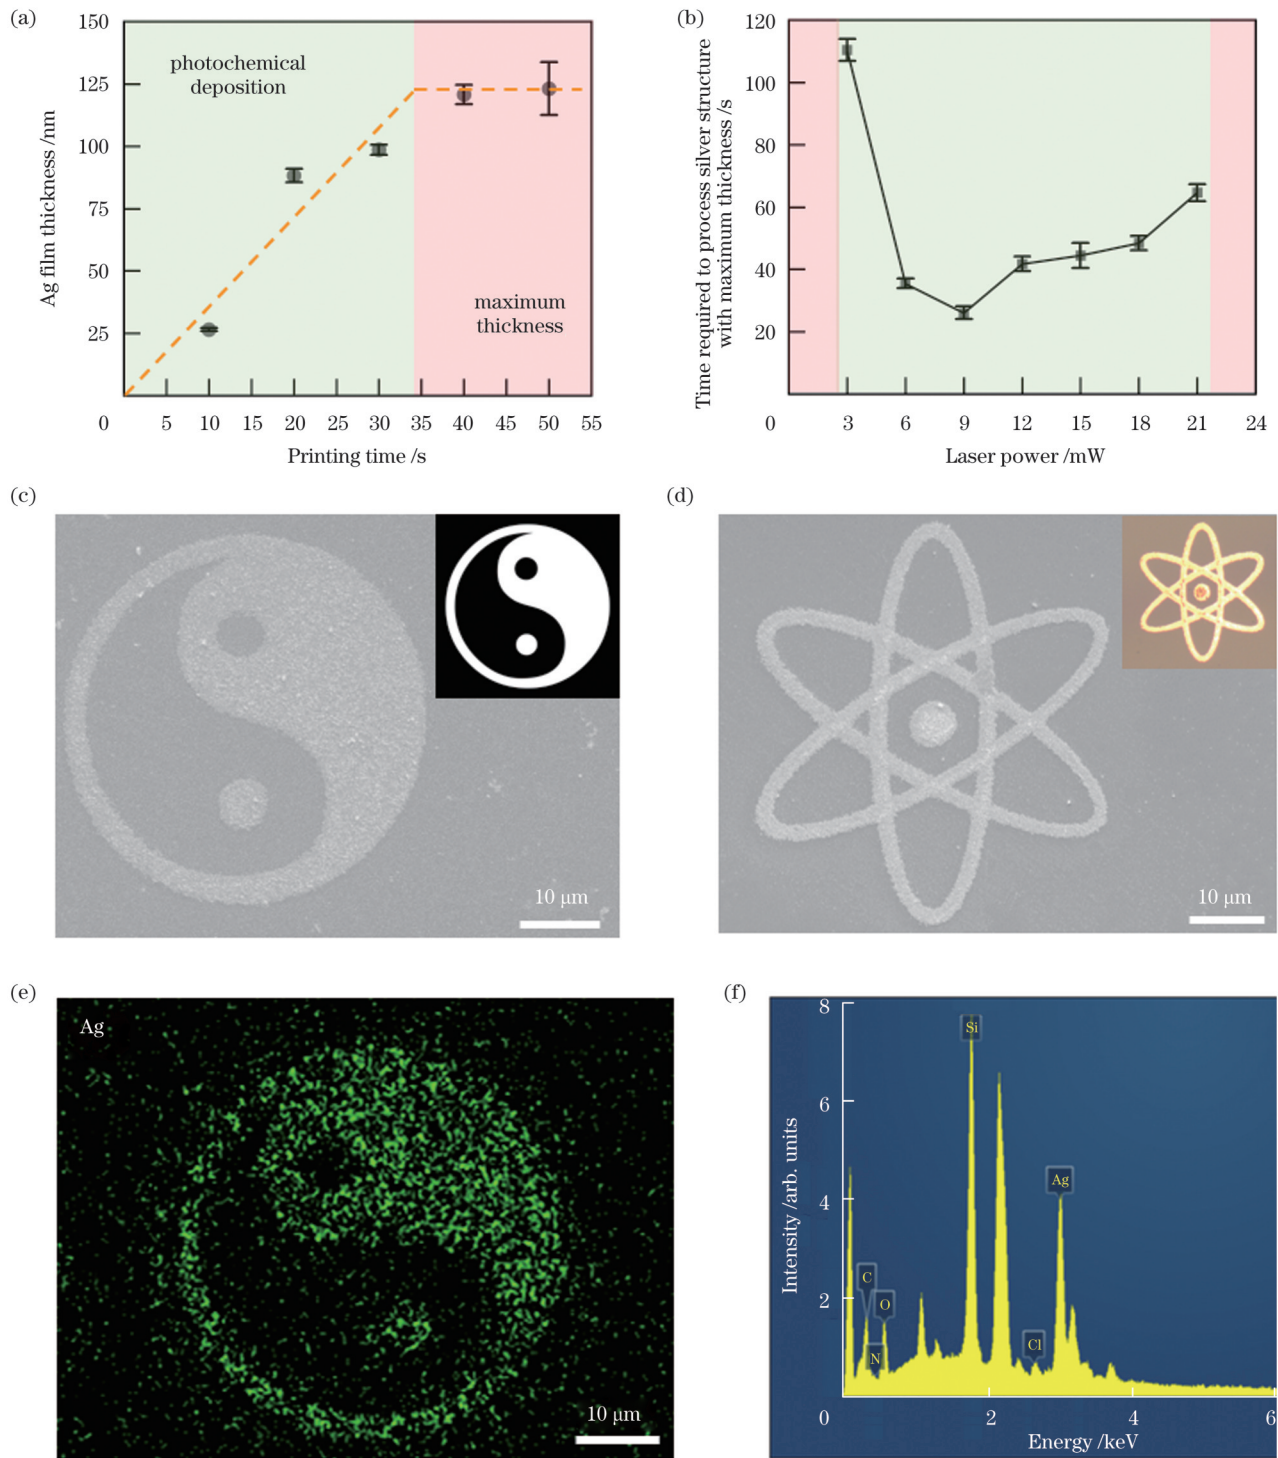 (a)
150
125
100
75
50
25
0
5
10
15
20
25
30
35
40
45
50
55
Ag film thickness /nm
Printing time /s
photochemical
deposition
maximum
thickness
(b)
120
100
80
60
40
20
0
3
6
9
12
15
18
21
24
Time required to process silver structure
with maximum thickness /s
Laser power /mW
(c)
10 μm
(d)
10 μm
(e)
Ag
10 μm
(f)
8
6
4
2
0
2
4
6
Intensity /arb. units
Energy /keV
Si
Ag
C
O
N
Cl